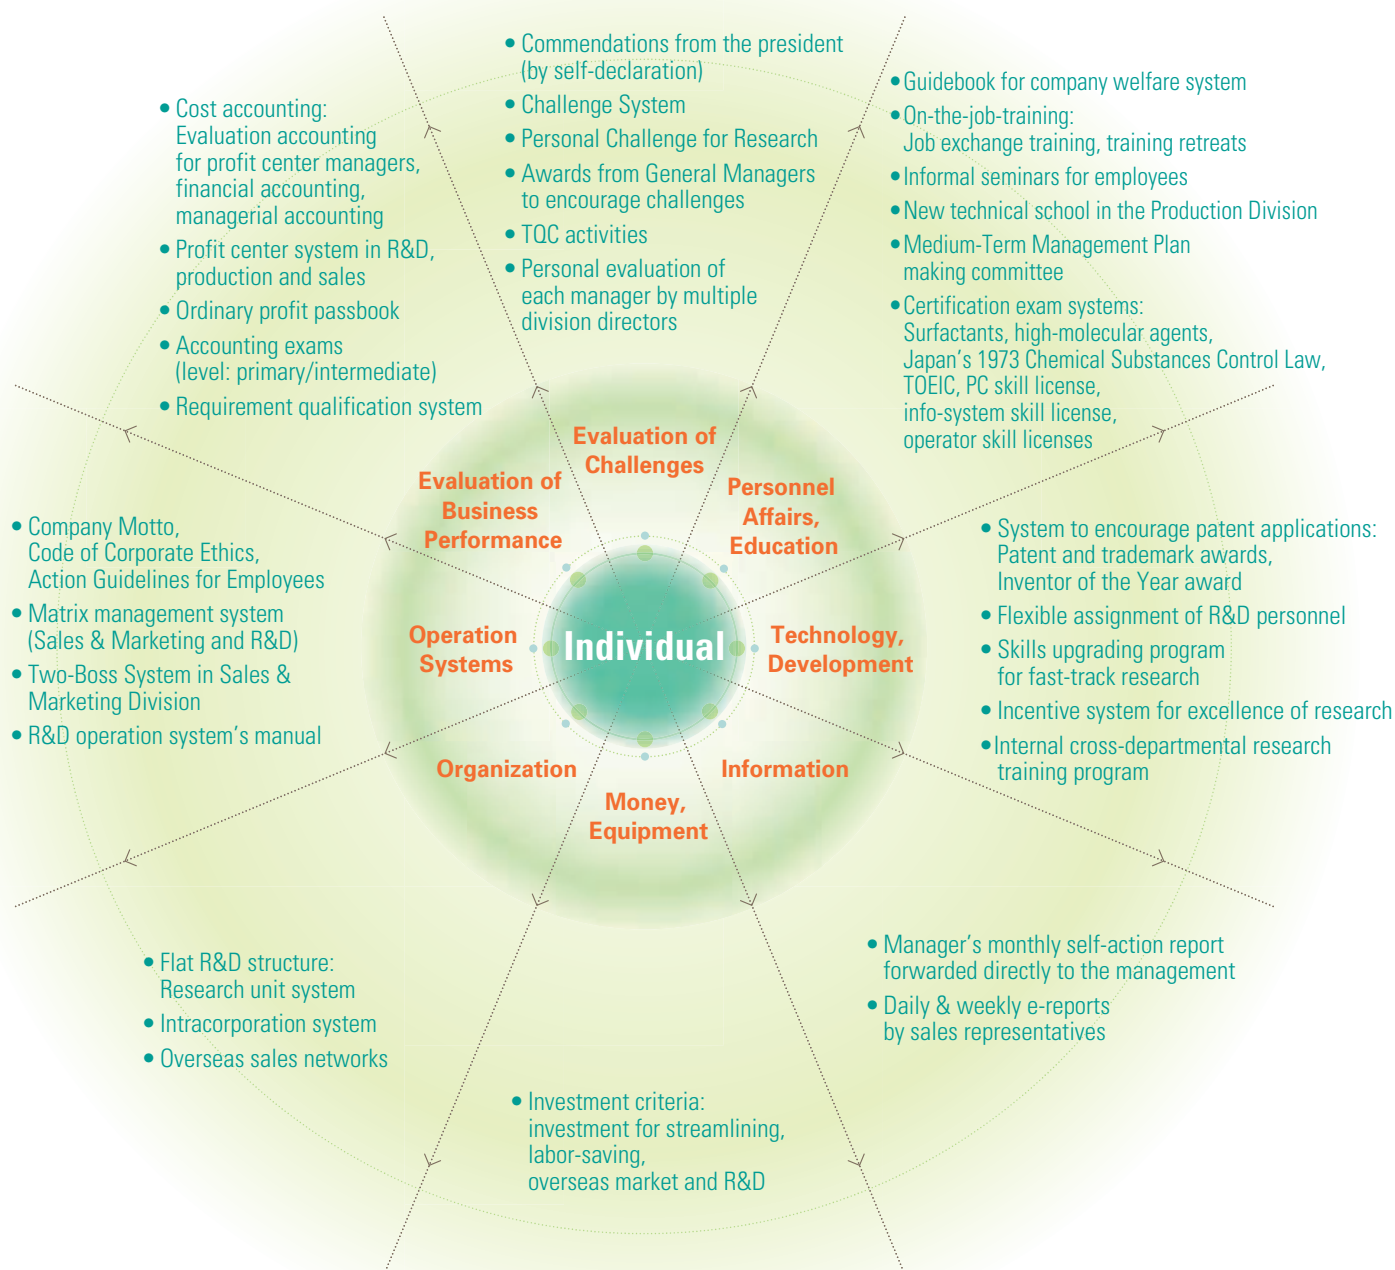 • Commendations from the president
(by self-declaration)
• Challenge System
• Personal Challenge for Research
• Awards from General Managers
to encourage challenges
• TQC activities
• Personal evaluation of
each manager by multiple
division directors
• Guidebook for company welfare system
• On-the-job-training:
Job exchange training, training retreats
• Informal seminars for employees
• New technical school in the Production Division
• Medium-Term Management Plan
making committee
• Certification exam systems:
Surfactants, high-molecular agents,
Japan's 1973 Chemical Substances Control Law,
TOEIC, PC skill license,
info-system skill license,
operator skill licenses
• Cost accounting:
Evaluation accounting
for profit center managers,
financial accounting,
managerial accounting
• Profit center system in R&D,
production and sales
• Ordinary profit passbook
• Accounting exams
(level: primary/intermediate)
• Requirement qualification system
Evaluation of
Challenges
Evaluation of
Business
Performance
Personnel
Affairs,
Education
• Company Motto,
Code of Corporate Ethics,
Action Guidelines for Employees
• Matrix management system
(Sales & Marketing and R&D)
• Two-Boss System in Sales &
Marketing Division
• R&D operation system's manual
Operation
Systems
Individual
Technology,
Development
• System to encourage patent applications:
Patent and trademark awards,
Inventor of the Year award
• Flexible assignment of R&D personnel
• Skills upgrading program
for fast-track research
• Incentive system for excellence of research
• Internal cross-departmental research
training program
Organization
Money,
Equipment
Information
• Flat R&D structure:
Research unit system
• Intracorporation system
• Overseas sales networks
• Manager's monthly self-action report
forwarded directly to the management
• Daily & weekly e-reports
by sales representatives
• Investment criteria:
investment for streamlining,
labor-saving,
overseas market and R&D